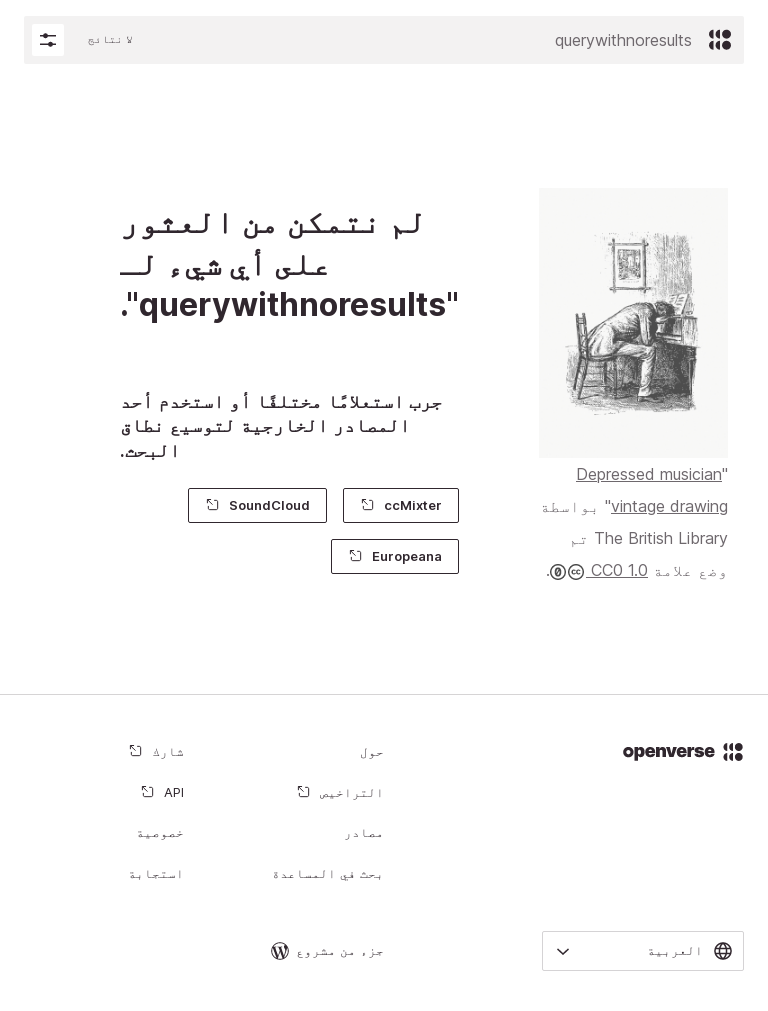 querywithnoresults
لا نتائج
لم نتمكن من العثور
على أي شيء لـ
"querywithnoresults".
جرب استعلامًا مختلفًا أو استخدم أحد
المصادر الخارجية لتوسيع نطاق
البحث.
ccMixter
SoundCloud
Europeana
"Depressed musician
vintage drawing" بواسطة
The British Library تم
وضع علامة CC0 1.0.
openverse
حول
التراخيص
مصادر
بحث في المساعدة
شارك
API
خصوصية
استجابة
العربية
جزء من مشروع